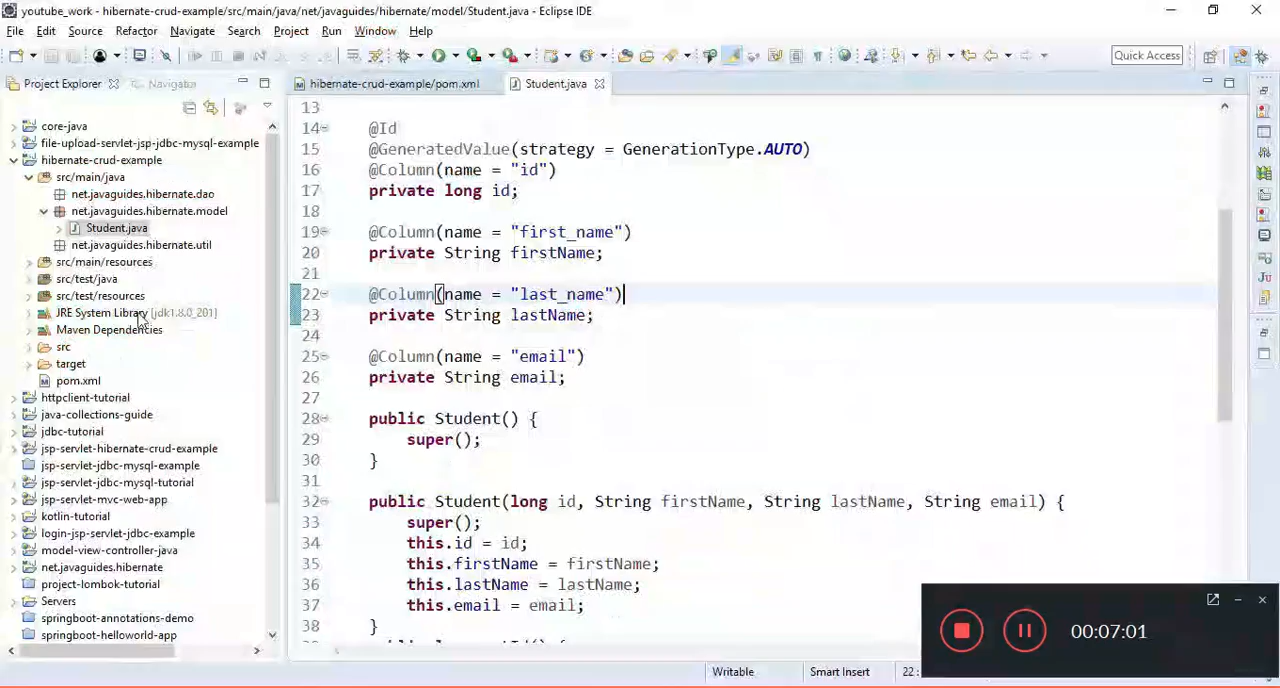 youtube_work - hibernate-crud-example/src/main/java/net/javaguides/hibernate/model/Student.java - Eclipse IDE
File Edit Source Refactor Navigate Search Project Run Window Help
Quick Access
Project Explorer
Navigator
hibernate-crud-example/pom.xml
Student.java
core-java
file-upload-servlet-jsp-jdbc-mysql-example
hibernate-crud-example
src/main/java
net.javaguides.hibernate.dao
net.javaguides.hibernate.model
Student.java
net.javaguides.hibernate.util
src/main/resources
src/test/java
src/test/resources
JRE System Library [jdk1.8.0_201]
Maven Dependencies
src
target
pom.xml
httpclient-tutorial
java-collections-guide
jdbc-tutorial
jsp-servlet-hibernate-crud-example
jsp-servlet-jdbc-mysql-example
jsp-servlet-jdbc-mysql-tutorial
jsp-servlet-mvc-web-app
kotlin-tutorial
login-jsp-servlet-jdbc-example
model-view-controller-java
net.javaguides.hibernate
project-lombok-tutorial
Servers
springboot-annotations-demo
springboot-helloworld-app
13
14 @Id
15 @GeneratedValue(strategy = GenerationType.AUTO)
16 @Column(name = "id")
17 private long id;
18
19 @Column(name = "first_name")
20 private String firstName;
21
22 @Column(name = "last_name")
23 private String lastName;
24
25 @Column(name = "email")
26 private String email;
27
28 public Student() {
29 super();
30 }
31
32 public Student(long id, String firstName, String lastName, String email) {
33 super();
34 this.id = id;
35 this.firstName = firstName;
36 this.lastName = lastName;
37 this.email = email;
38 }
Writable
Smart Insert
22 :
00:07:01